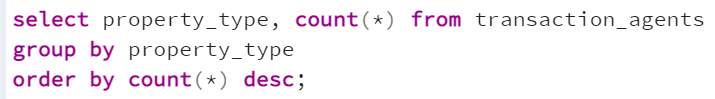 select property_type, count(*) from transaction_agents
group by property_type
order by count(*) desc;